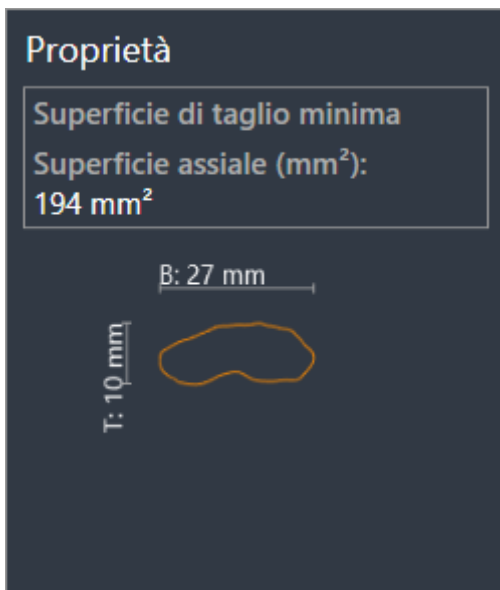 Proprietà
Superficie di taglio minima
Superficie assiale (mm²):
194 mm²
B: 27 mm
T: 10 mm